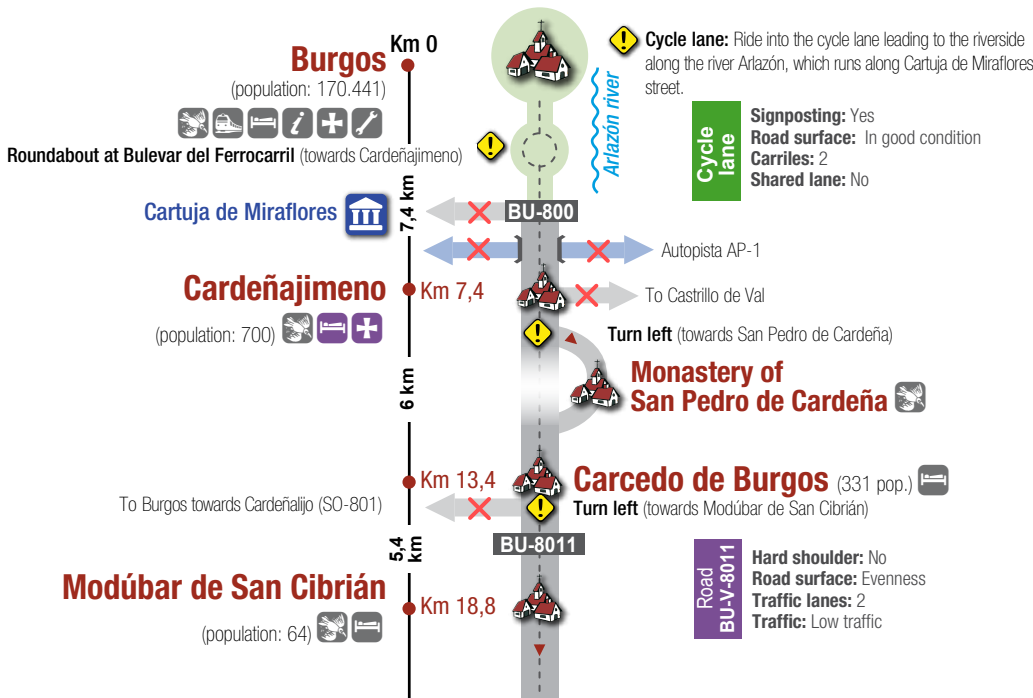 Km 0
Burgos
(population: 170.441)
Roundabout at Bulevar del Ferrocarril (towards Cardeñajimeno)
Arlazón river
Cycle lane: Ride into the cycle lane leading to the riverside
along the river Arlazón, which runs along Cartuja de Miraflores
street.
Cycle
lane
Signposting: Yes
Road surface: In good condition
Carriles: 2
Shared lane: No
7,4 km
Cartuja de Miraflores
BU-800
Autopista AP-1
Cardeñajimeno
Km 7,4
(population: 700)
To Castrillo de Val
Turn left (towards San Pedro de Cardeña)
Monastery of
San Pedro de Cardeña
6 km
Km 13,4
Carcedo de Burgos (331 pop.)
To Burgos towards Cardeñalijo (SO-801)
Turn left (towards Modúbar de San Cibrián)
5,4
km
BU-8011
Road
BU-V-8011
Hard shoulder: No
Road surface: Evenness
Traffic lanes: 2
Traffic: Low traffic
Modúbar de San Cibrián
Km 18,8
(population: 64)